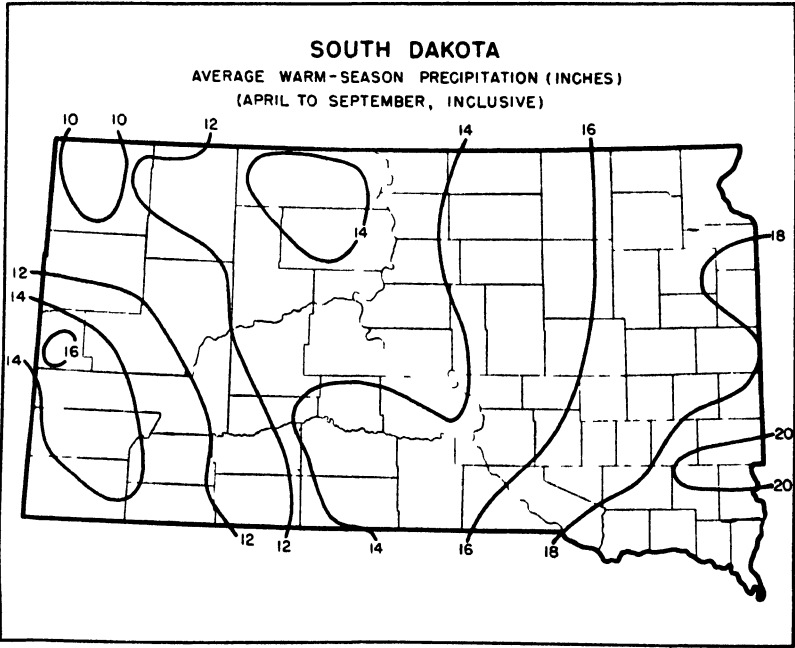 SOUTH DAKOTA
AVERAGE WARM-SEASON PRECIPITATION (INCHES)
(APRIL TO SEPTEMBER, INCLUSIVE)
10 10 12 14 16
14
18
12
14
16
14
20
20
12 12 14 16 18